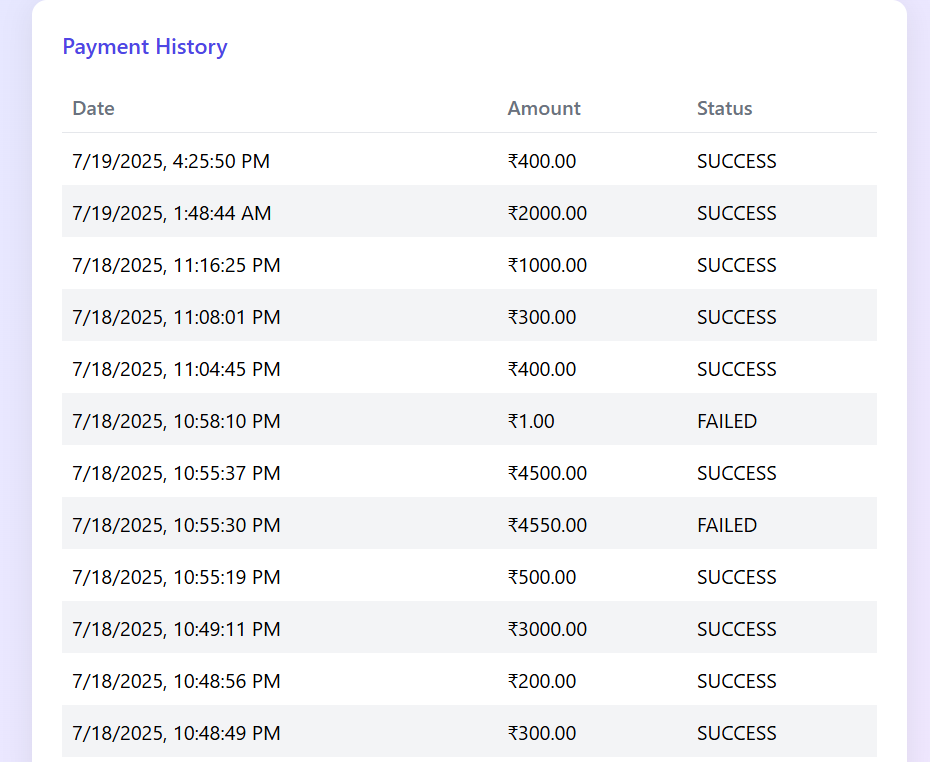 Payment History
Date Amount Status
7/19/2025, 4:25:50 PM ₹400.00 SUCCESS
7/19/2025, 1:48:44 AM ₹2000.00 SUCCESS
7/18/2025, 11:16:25 PM ₹1000.00 SUCCESS
7/18/2025, 11:08:01 PM ₹300.00 SUCCESS
7/18/2025, 11:04:45 PM ₹400.00 SUCCESS
7/18/2025, 10:58:10 PM ₹1.00 FAILED
7/18/2025, 10:55:37 PM ₹4500.00 SUCCESS
7/18/2025, 10:55:30 PM ₹4550.00 FAILED
7/18/2025, 10:55:19 PM ₹500.00 SUCCESS
7/18/2025, 10:49:11 PM ₹3000.00 SUCCESS
7/18/2025, 10:48:56 PM ₹200.00 SUCCESS
7/18/2025, 10:48:49 PM ₹300.00 SUCCESS